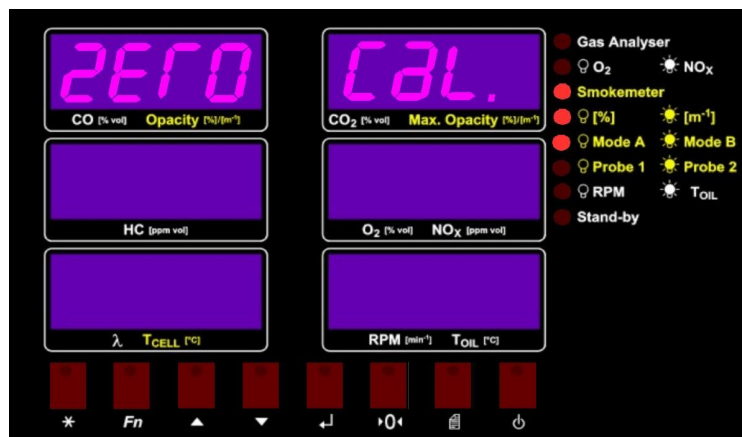 ZERO
CAL.
CO [% vol] Opacity [%]/[m⁻¹]
CO₂ [% vol] Max. Opacity [%]/[m⁻¹]
HC [ppm vol]
O₂ [% vol] NOX [ppm vol]
λ TCELL [°C]
RPM [min⁻¹] TOIL [°C]
Gas Analyser
O₂ NOX
Smokemeter
[%] [m⁻¹]
Mode A Mode B
Probe 1 Probe 2
RPM TOIL
Stand-by
* Fn ▲ ▼ ↵ ▸0◂